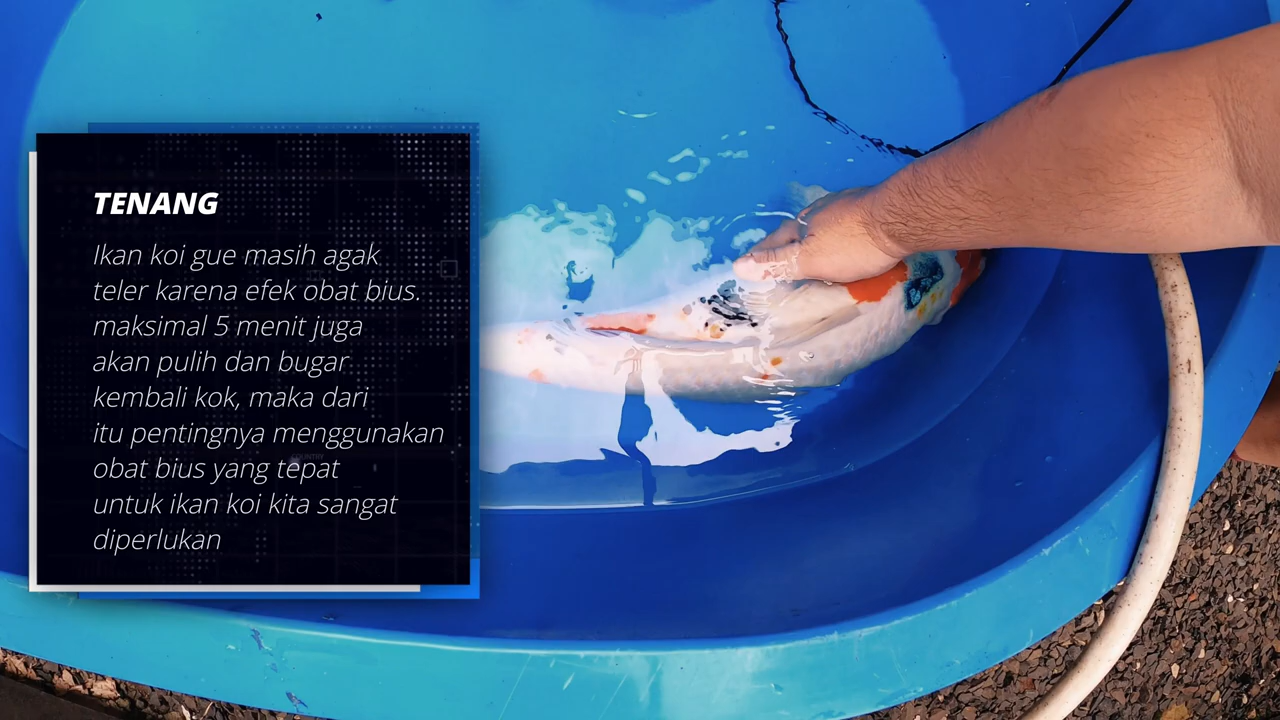 TENANG
Ikan koi gue masih agak
teler karena efek obat bius.
maksimal 5 menit juga
akan pulih dan bugar
kembali kok, maka dari
itu pentingnya menggunakan
obat bius yang tepat
untuk ikan koi kita sangat
diperlukan